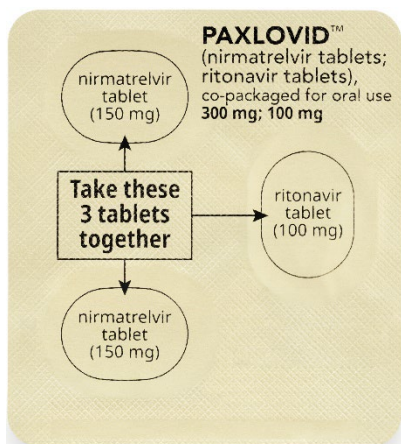 PAXLOVID™
(nirmatrelvir tablets;
ritonavir tablets),
co-packaged for oral use
300 mg; 100 mg
nirmatrelvir
tablet
(150 mg)
Take these
3 tablets
together
ritonavir
tablet
(100 mg)
nirmatrelvir
tablet
(150 mg)